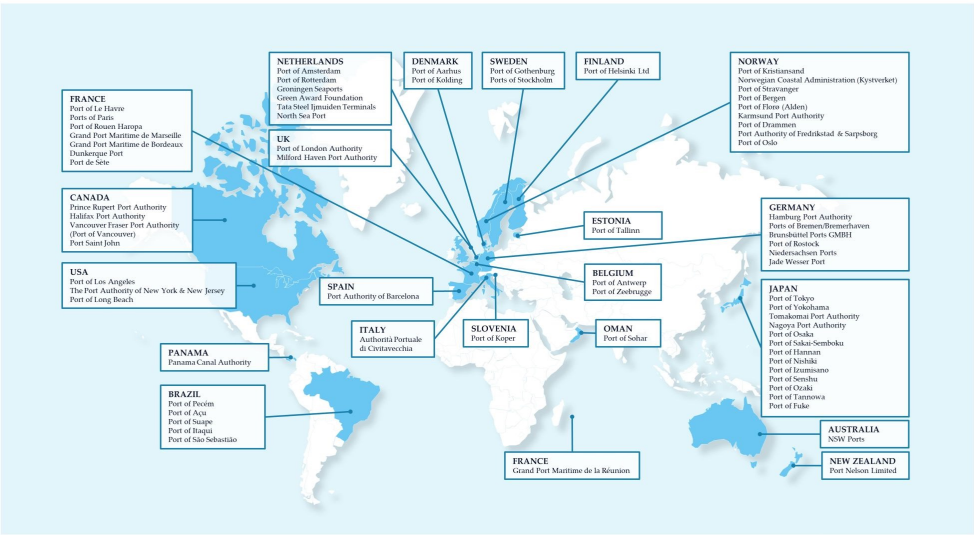 NETHERLANDS
Port of Amsterdam
Port of Rotterdam
Groningen Seaports
Green Award Foundation
Tata Steel Ijmuiden Terminals
North Sea Port
DENMARK
Port of Aarhus
Port of Kolding
SWEDEN
Port of Gothenburg
Ports of Stockholm
FINLAND
Port of Helsinki Ltd
NORWAY
Port of Kristiansand
Norwegian Coastal Administration (Kystverket)
Port of Stravanger
Port of Bergen
Port of Florø (Alden)
Karmsund Port Authority
Port of Drammen
Port Authority of Fredrikstad & Sarpsborg
Port of Oslo
FRANCE
Port of Le Havre
Ports of Paris
Port of Rouen Haropa
Grand Port Maritime de Marseille
Grand Port Maritime de Bordeaux
Dunkerque Port
Port de Sète
UK
Port of London Authority
Milford Haven Port Authority
CANADA
Prince Rupert Port Authority
Halifax Port Authority
Vancouver Fraser Port Authority
(Port of Vancouver)
Port Saint John
ESTONIA
Port of Tallinn
GERMANY
Hamburg Port Authority
Ports of Bremen/Bremerhaven
Brunsbüttel Ports GMBH
Port of Rostock
Niedersachsen Ports
Jade Wesser Port
USA
Port of Los Angeles
The Port Authority of New York & New Jersey
Port of Long Beach
SPAIN
Port Authority of Barcelona
BELGIUM
Port of Antwerp
Port of Zeebrugge
JAPAN
Port of Tokyo
Port of Yokohama
Tomakomai Port Authority
Nagoya Port Authority
Port of Osaka
Port of Sakai-Semboku
Port of Hannan
Port of Nishiki
Port of Izumisano
Port of Senshu
Port of Ozaki
Port of Tannowa
Port of Fuke
ITALY
Authorità Portuale
di Civitavecchia
SLOVENIA
Port of Koper
OMAN
Port of Sohar
PANAMA
Panama Canal Authority
BRAZIL
Port of Pecém
Port of Açu
Port of Suape
Port of Itaqui
Port of São Sebastião
AUSTRALIA
NSW Ports
FRANCE
Grand Port Maritime de la Réunion
NEW ZEALAND
Port Nelson Limited